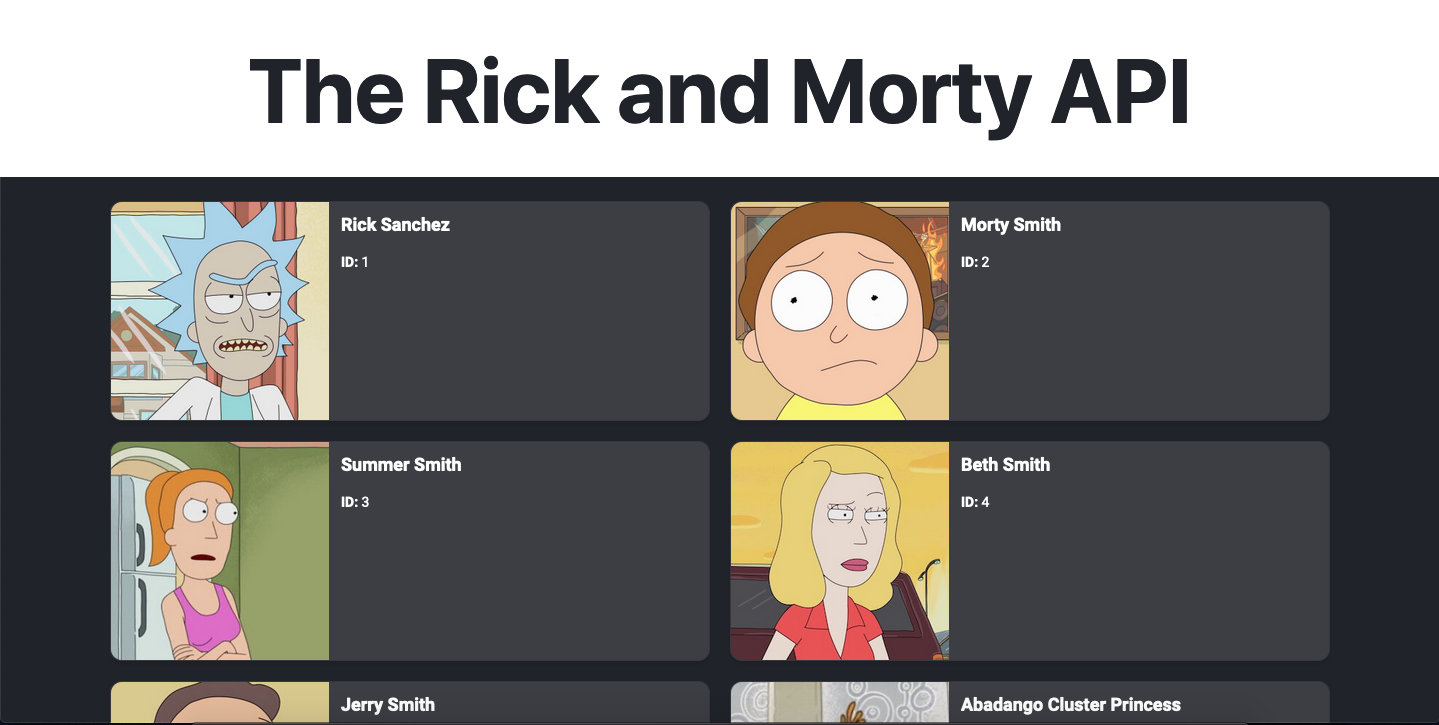 The Rick and Morty API
Rick Sanchez
ID: 1
Morty Smith
ID: 2
Summer Smith
ID: 3
Beth Smith
ID: 4
Jerry Smith
Abadango Cluster Princess